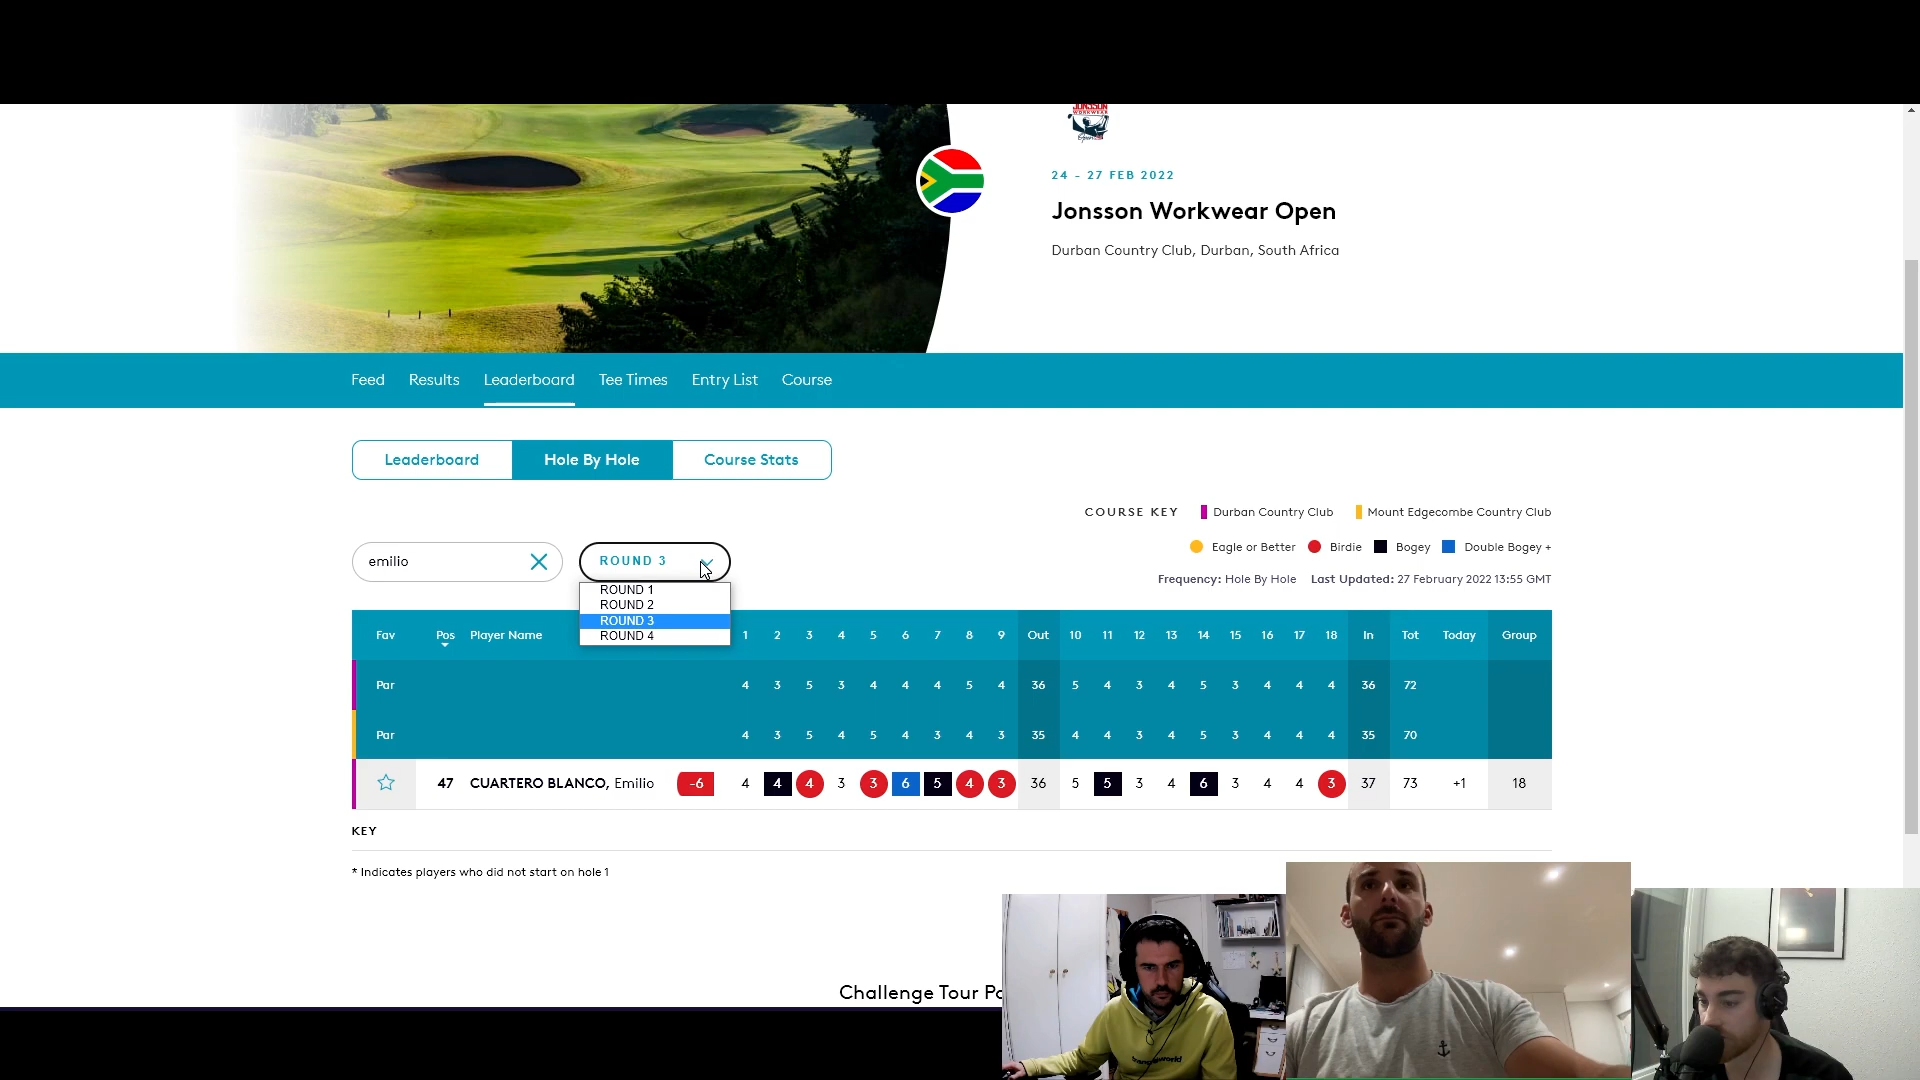 JONSSON
WORKWEAR
Open
24 - 27 FEB 2022
Jonsson Workwear Open
Durban Country Club, Durban, South Africa
Feed Results Leaderboard Tee Times Entry List Course
Leaderboard Hole By Hole Course Stats
COURSE KEY Durban Country Club Mount Edgecombe Country Club
Eagle or Better Birdie Bogey Double Bogey +
emilio ROUND 3
Frequency: Hole By Hole Last Updated: 27 February 2022 13:55 GMT
ROUND 1
ROUND 2
ROUND 3
ROUND 4
Fav Pos Player Name 1 2 3 4 5 6 7 8 9 Out 10 11 12 13 14 15 16 17 18 In Tot Today Group
Par 4 3 5 3 4 4 4 5 4 36 5 4 3 4 5 3 4 4 4 36 72
Par 4 3 5 4 5 4 3 4 3 35 4 4 3 4 5 3 4 4 4 35 70
47 CUARTERO BLANCO, Emilio -6 4 4 4 3 3 6 5 4 3 36 5 5 3 4 6 3 4 4 3 37 73 +1 18
KEY
* Indicates players who did not start on hole 1
Challenge Tour Pa